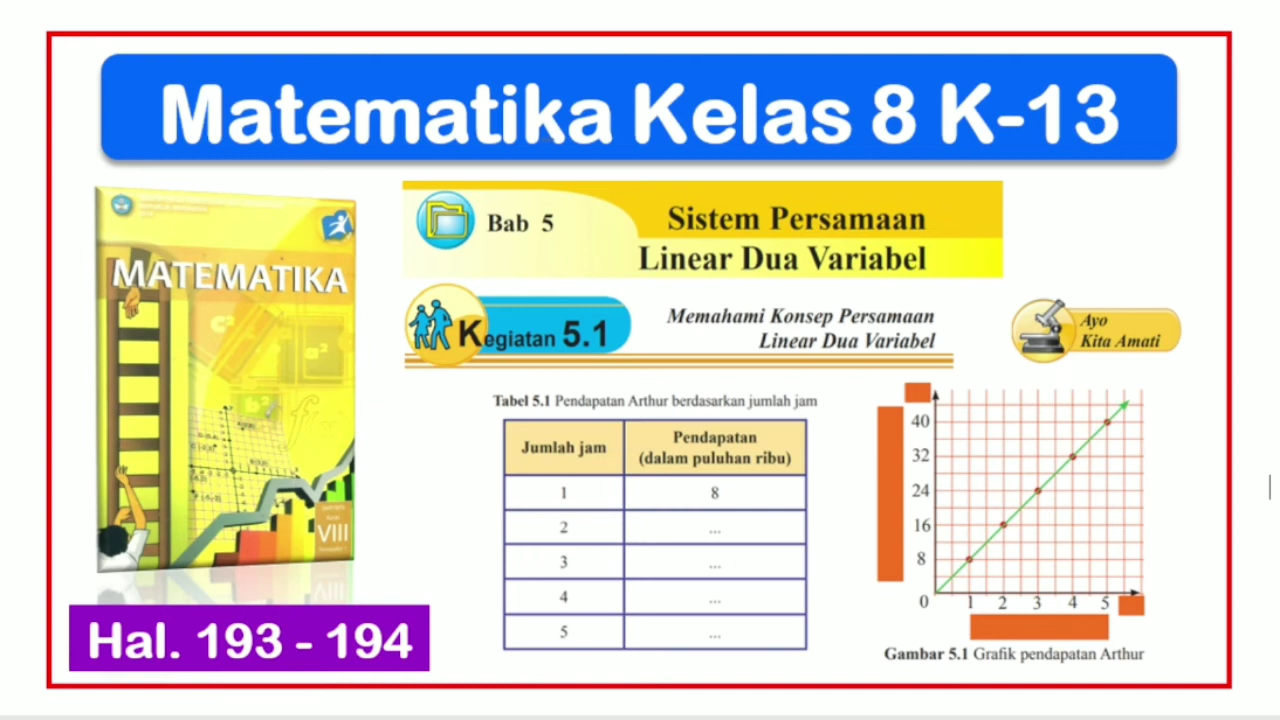 Matematika Kelas 8 K-13
MATEMATIKA
VIII
Hal. 193 - 194
Bab 5
Sistem Persamaan
Linear Dua Variabel
Kegiatan 5.1
Memahami Konsep Persamaan
Linear Dua Variabel
Ayo
Kita Amati
Tabel 5.1 Pendapatan Arthur berdasarkan jumlah jam
Jumlah jam
Pendapatan
(dalam puluhan ribu)
1 8
2 ...
3 ...
4 ...
5 ...
40
32
24
16
8
0 1 2 3 4 5
Gambar 5.1 Grafik pendapatan Arthur